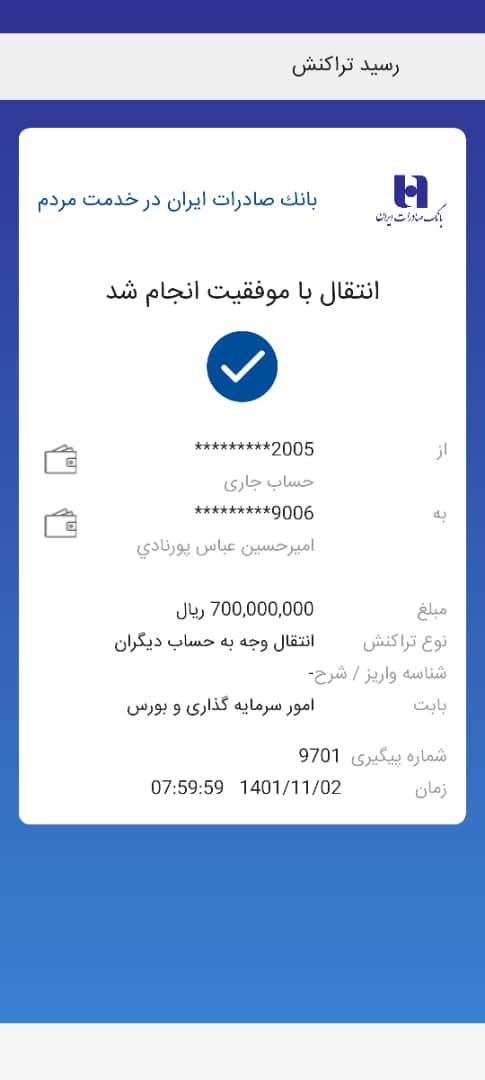 رسید تراکنش
بانك صادرات ایران در خدمت مردم
بانک صادرات ایران
انتقال با موفقیت انجام شد
از 2005*********
حساب جاری
به 9006*********
امیرحسین عباس پورنادي
مبلغ 700,000,000 ریال
نوع تراکنش انتقال وجه به حساب دیگران
شناسه واریز / شرح -
بابت امور سرمایه گذاری و بورس
شماره پیگیری 9701
زمان 1401/11/02 07:59:59